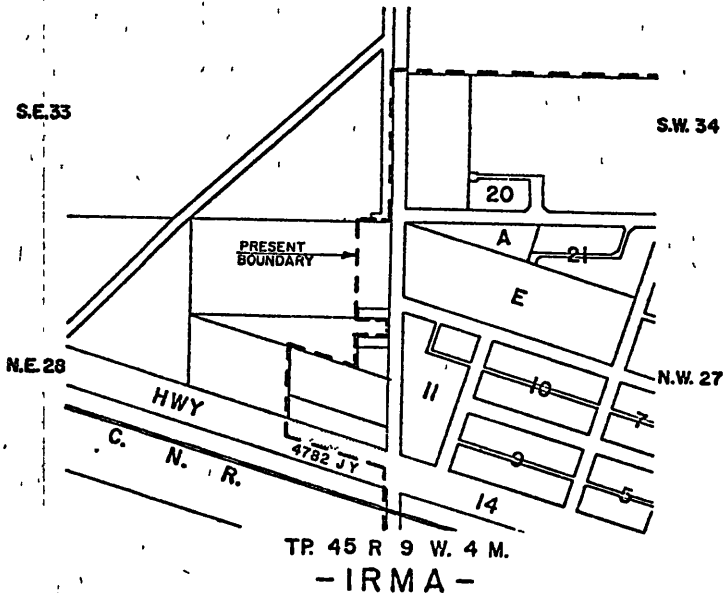 S.E.33
S.W. 34
20
A
21
PRESENT
BOUNDARY
E
N.E. 28
N.W. 27
HWY
11
10
7
C. N. R.
4782 JY
9
5
14
TP. 45 R 9 W. 4 M.
-IRMA-